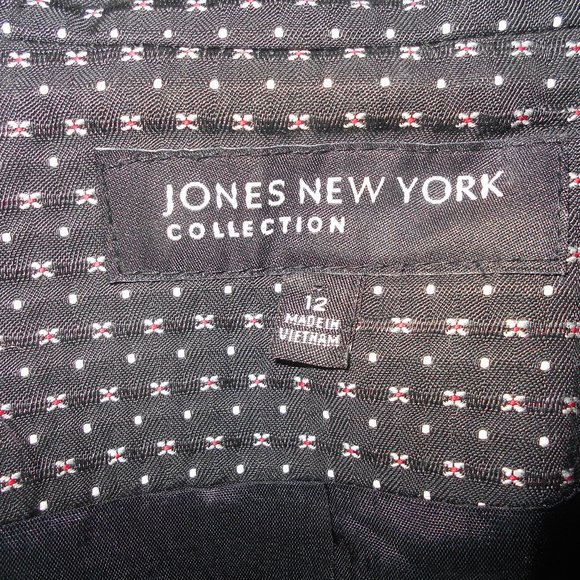 JONES NEW YORK
COLLECTION
12
MADE IN
VIETNAM